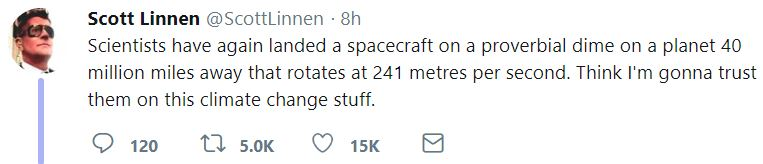 Scott Linnen @ScottLinnen · 8h
Scientists have again landed a spacecraft on a proverbial dime on a planet 40
million miles away that rotates at 241 metres per second. Think I'm gonna trust
them on this climate change stuff.
120 5.0K 15K